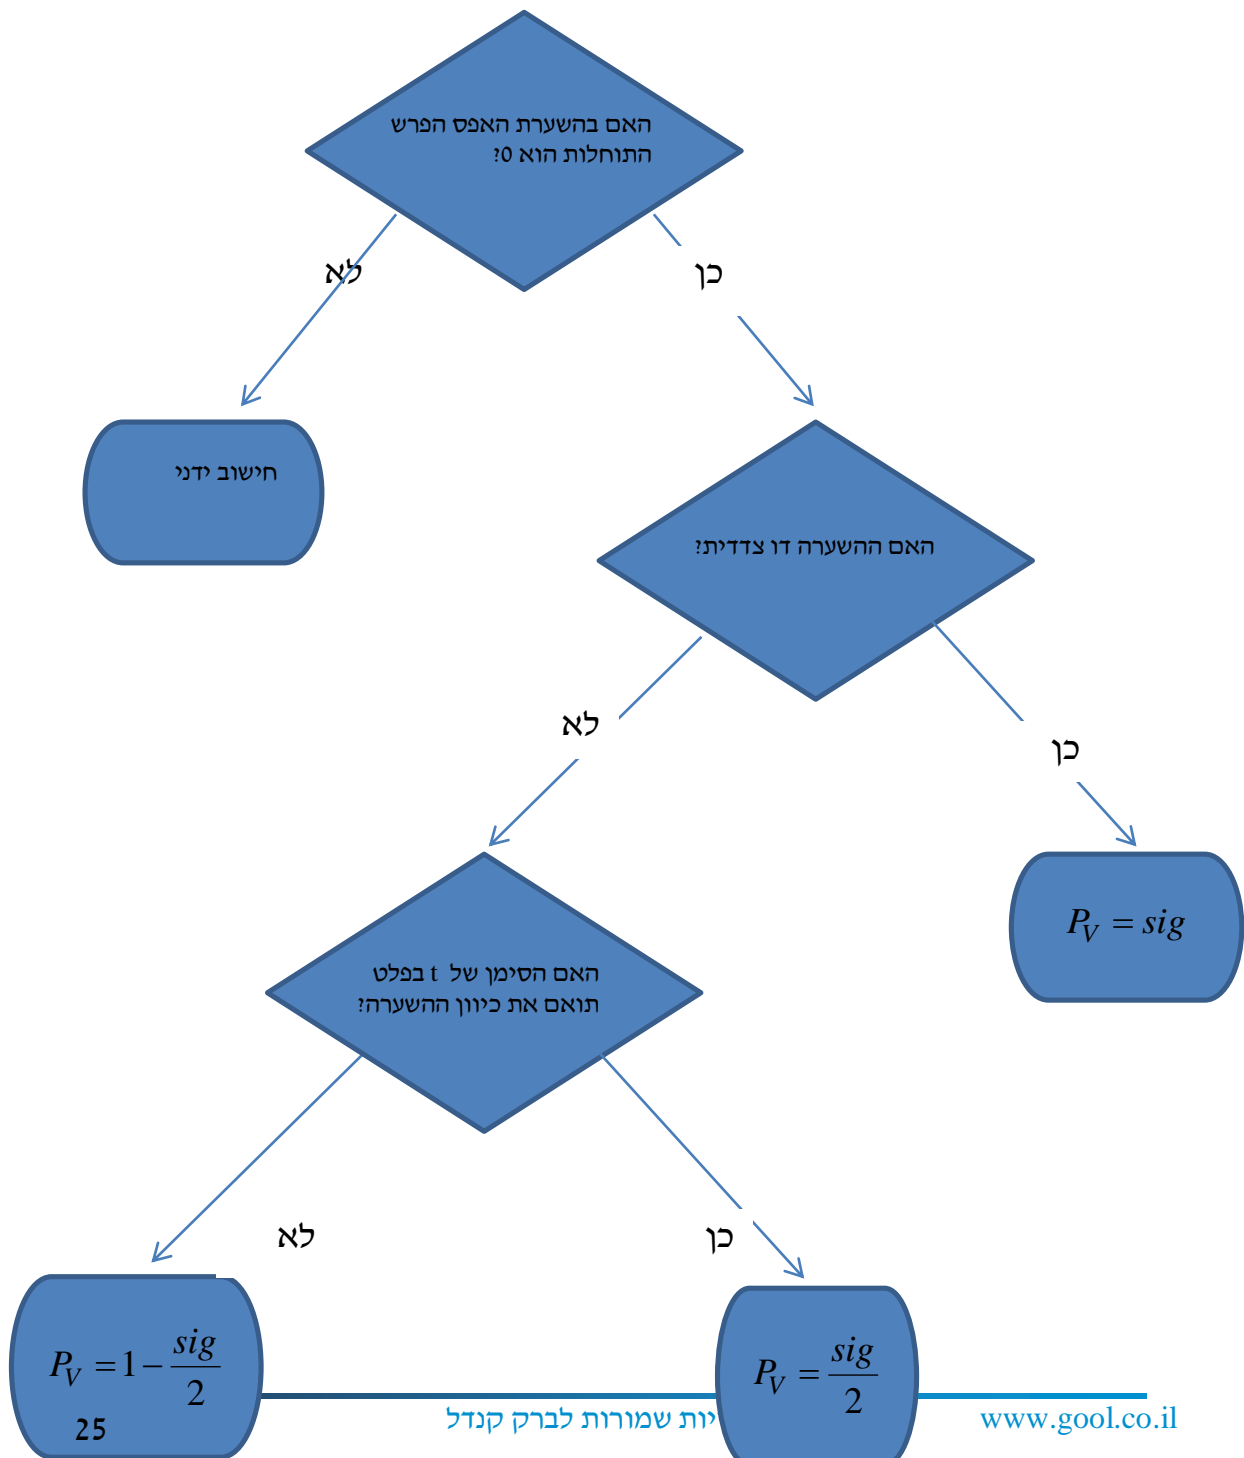 האם בהשערת האפס הפרש
התוחלות הוא 0?
לא
כן
חישוב ידני
האם ההשערה דו צדדית?
לא
כן
P_V = sig
האם הסימן של t בפלט
תואם את כיוון ההשערה?
לא
כן
P_V = 1 − sig/2
P_V = sig/2
25
יות שמורות לברק קנדל
www.gool.co.il